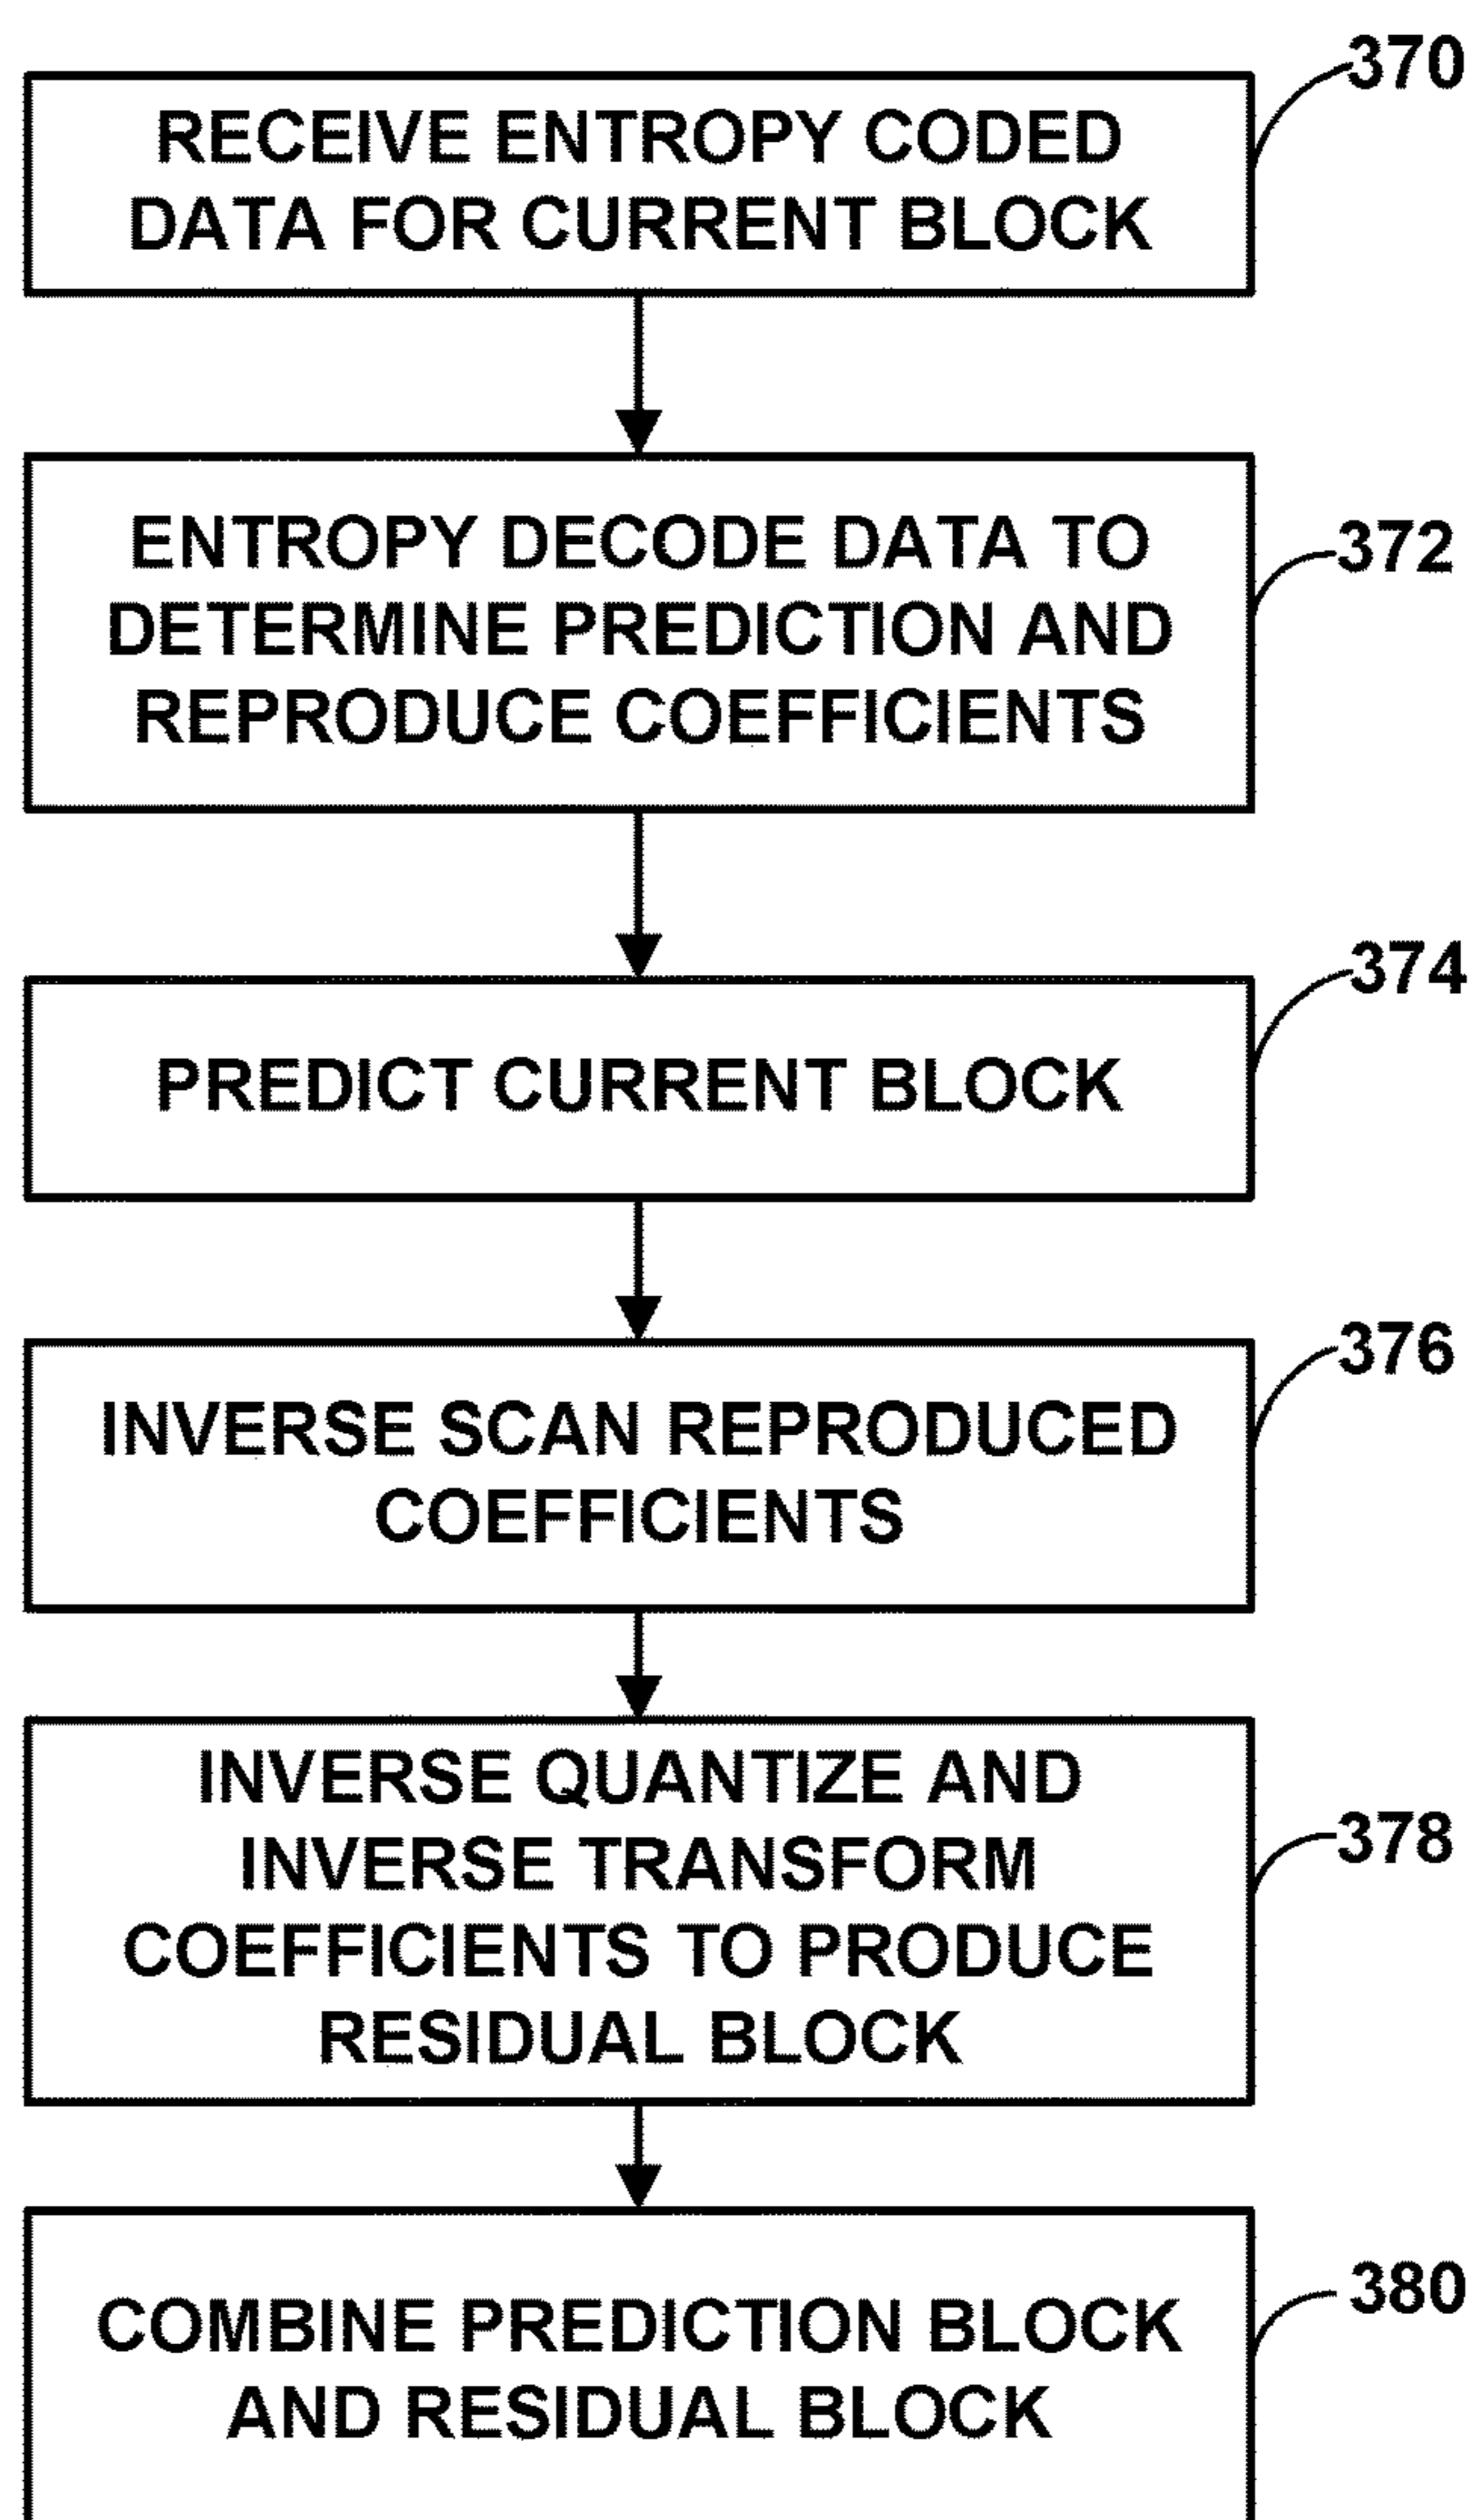 370
RECEIVE ENTROPY CODED
DATA FOR CURRENT BLOCK
372
ENTROPY DECODE DATA TO
DETERMINE PREDICTION AND
REPRODUCE COEFFICIENTS
374
PREDICT CURRENT BLOCK
376
INVERSE SCAN REPRODUCED
COEFFICIENTS
378
INVERSE QUANTIZE AND
INVERSE TRANSFORM
COEFFICIENTS TO PRODUCE
RESIDUAL BLOCK
380
COMBINE PREDICTION BLOCK
AND RESIDUAL BLOCK